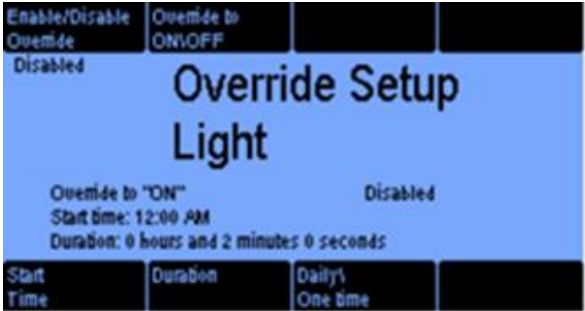 Enable/Disable Override to
Override ON\OFF
Disabled
Override Setup
Light
Override to "ON" Disabled
Start time: 12:00 AM
Duration: 0 hours and 2 minutes 0 seconds
Start Duration Daily\
Time One time